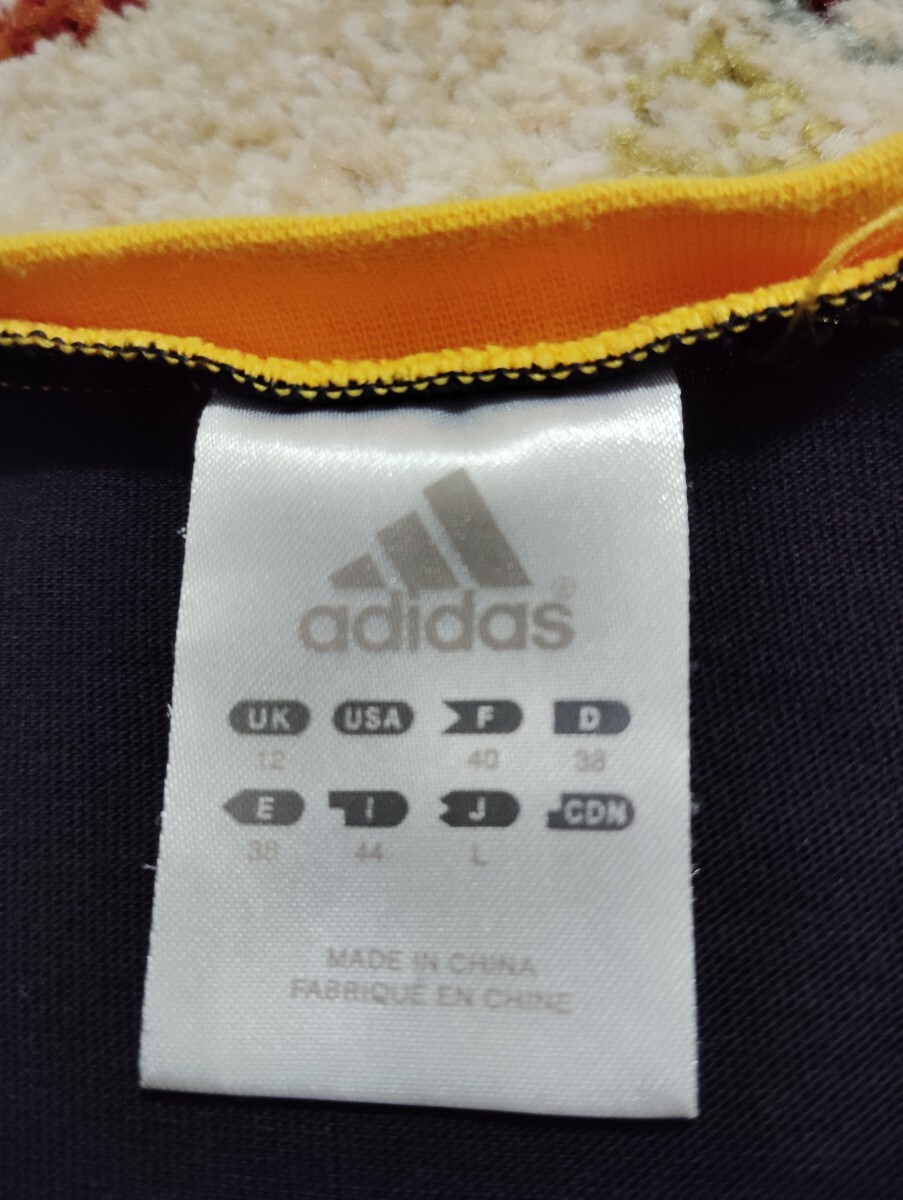 adidas®
UK USA F D
12 40 38
E I J CDN
38 44 L
MADE IN CHINA
FABRIQUÉ EN CHINE